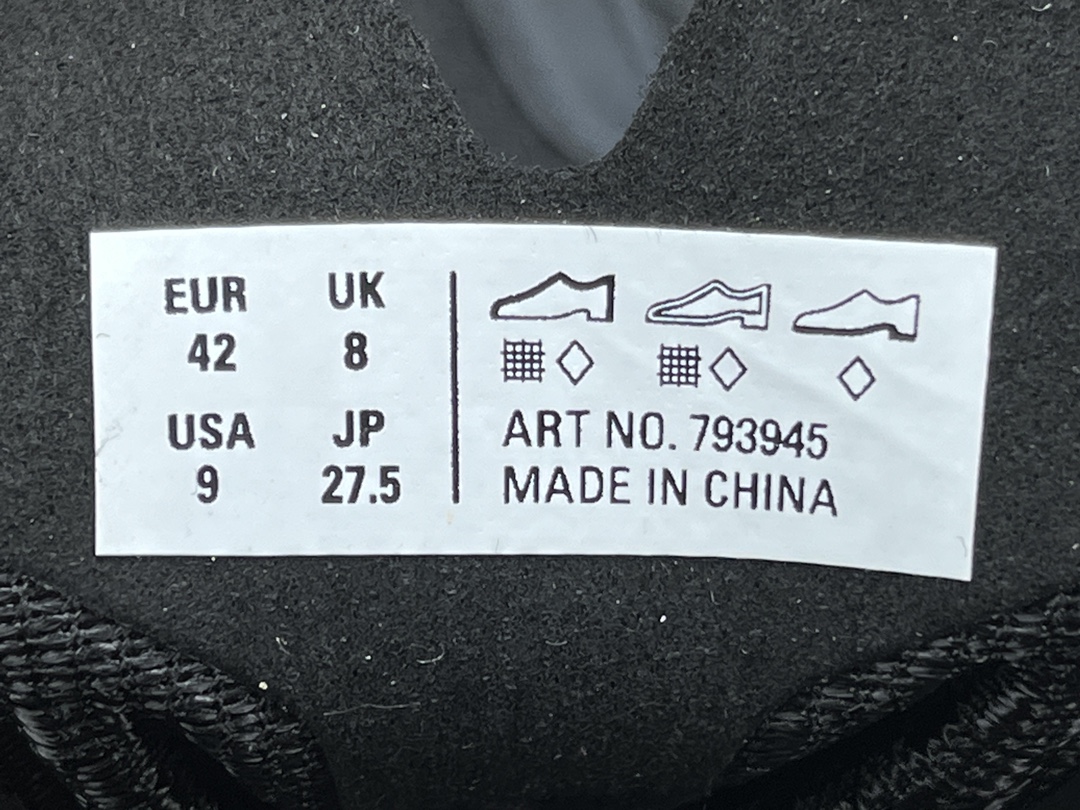 EUR UK
42 8
USA JP
9 27.5
ART NO. 793945
MADE IN CHINA